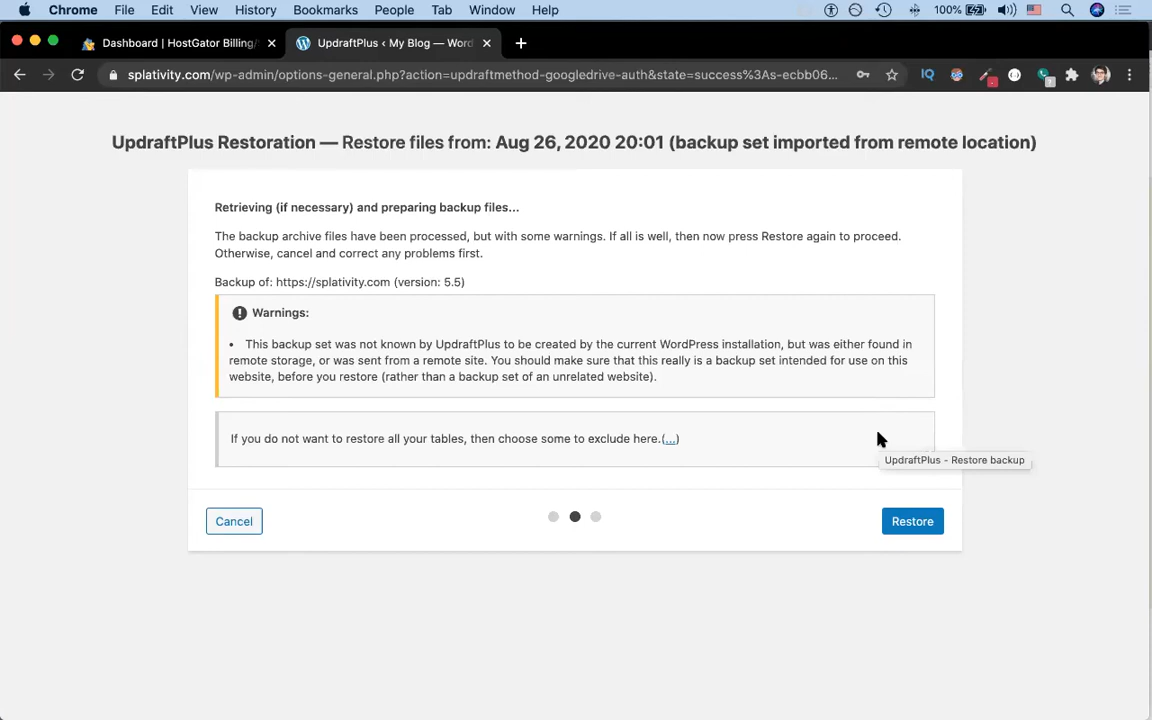 Chrome File Edit View History Bookmarks People Tab Window Help 100%
Dashboard | HostGator Billing/ UpdraftPlus ‹ My Blog — Word
splativity.com/wp-admin/options-general.php?action=updraftmethod-googledrive-auth&state=success%3As-ecbb06...
UpdraftPlus Restoration — Restore files from: Aug 26, 2020 20:01 (backup set imported from remote location)
Retrieving (if necessary) and preparing backup files...
The backup archive files have been processed, but with some warnings. If all is well, then now press Restore again to proceed.
Otherwise, cancel and correct any problems first.
Backup of: https://splativity.com (version: 5.5)
Warnings:
• This backup set was not known by UpdraftPlus to be created by the current WordPress installation, but was either found in
remote storage, or was sent from a remote site. You should make sure that this really is a backup set intended for use on this
website, before you restore (rather than a backup set of an unrelated website).
If you do not want to restore all your tables, then choose some to exclude here.(...)
UpdraftPlus - Restore backup
Cancel Restore